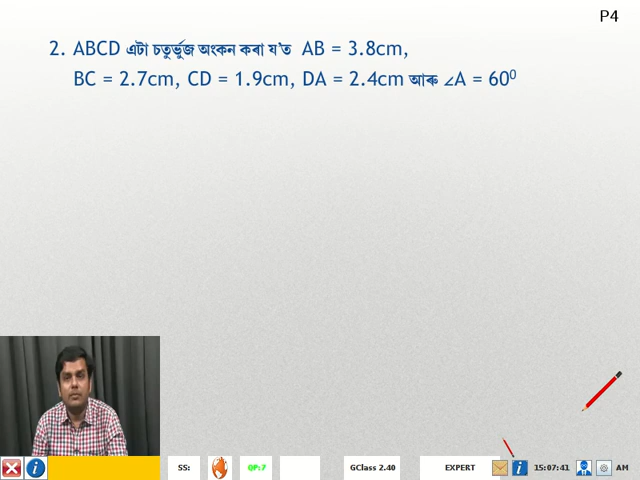 P4
2. ABCD এটা চতুৰ্ভুজ অংকন কৰা য'ত AB = 3.8cm,
BC = 2.7cm, CD = 1.9cm, DA = 2.4cm আৰু ∠A = 60⁰
SS: QP:7 GClass 2.40 EXPERT 15:07:41 AM